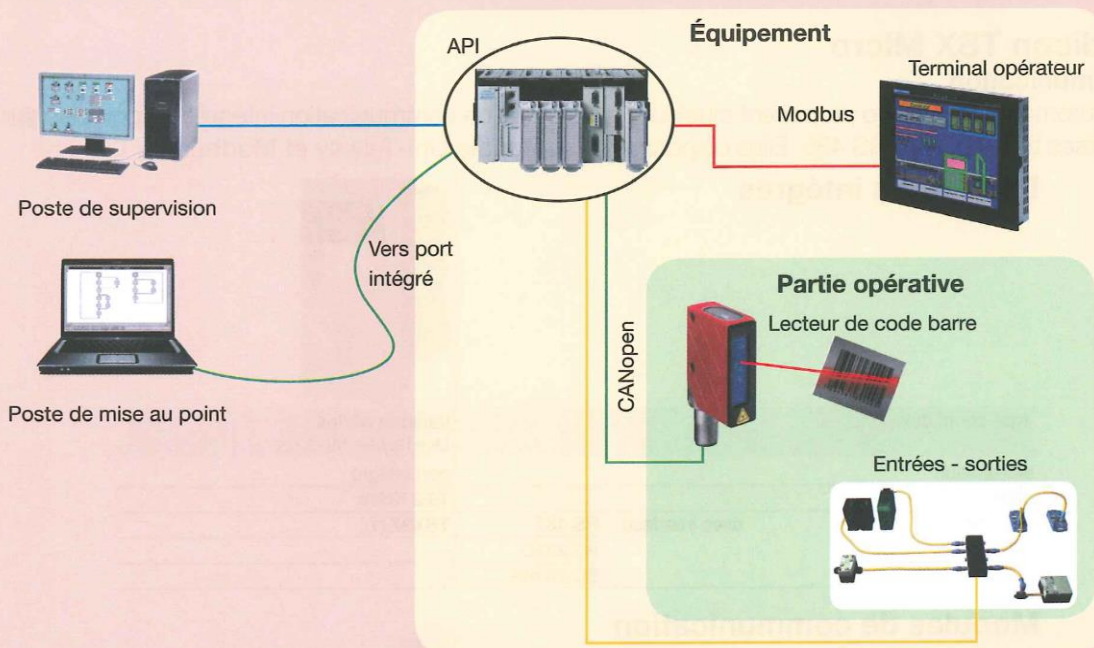 Équipement
API
Terminal opérateur
Modbus
Poste de supervision
Vers port
intégré
Partie opérative
Lecteur de code barre
CANopen
Poste de mise au point
Entrées - sorties